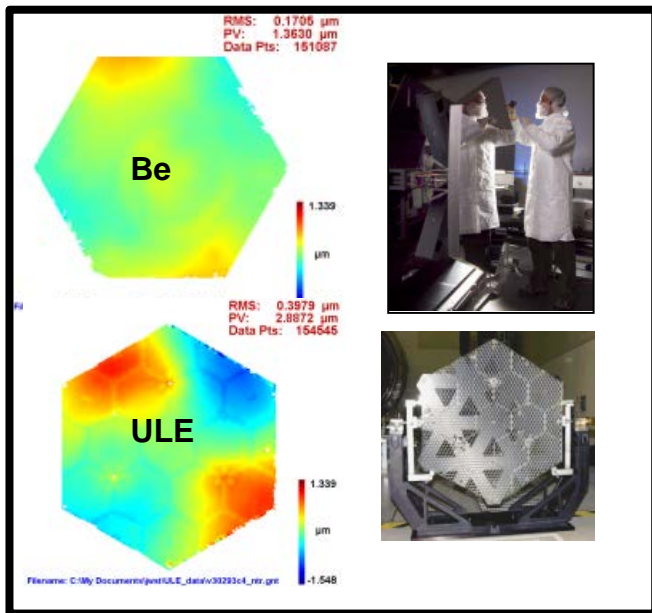 RMS: 0.1705 µm
PV: 1.3630 µm
Data Pts: 151087
Be
1.339
µm
Fil
RMS: 0.3979 µm
PV: 2.8872 µm
Data Pts: 154545
ULE
1.339
µm
-1.548
Filename: C:\My Documents\jwst\ULE_data\v30293c4_ntr.gnt